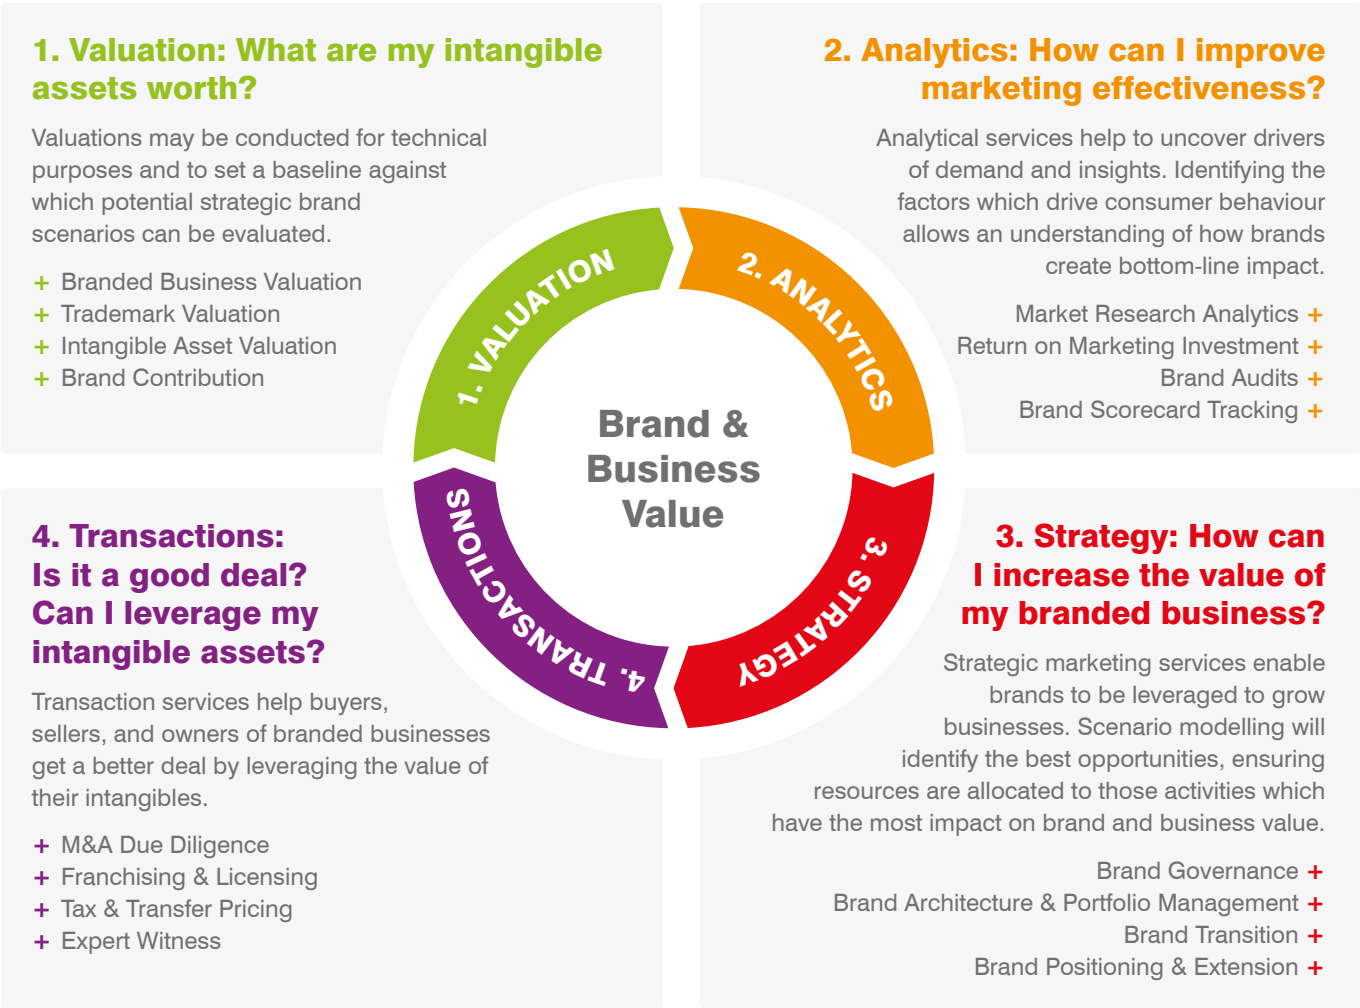 1. Valuation: What are my intangible
assets worth?
Valuations may be conducted for technical
purposes and to set a baseline against
which potential strategic brand
scenarios can be evaluated.
+ Branded Business Valuation
+ Trademark Valuation
+ Intangible Asset Valuation
+ Brand Contribution
2. Analytics: How can I improve
marketing effectiveness?
Analytical services help to uncover drivers
of demand and insights. Identifying the
factors which drive consumer behaviour
allows an understanding of how brands
create bottom-line impact.
Market Research Analytics +
Return on Marketing Investment +
Brand Audits +
Brand Scorecard Tracking +
1. VALUATION
2. ANALYTICS
3. STRATEGY
4. TRANSACTIONS
Brand &
Business
Value
3. Strategy: How can
I increase the value of
my branded business?
Strategic marketing services enable
brands to be leveraged to grow
businesses. Scenario modelling will
identify the best opportunities, ensuring
resources are allocated to those activities which
have the most impact on brand and business value.
Brand Governance +
Brand Architecture & Portfolio Management +
Brand Transition +
Brand Positioning & Extension +
4. Transactions:
Is it a good deal?
Can I leverage my
intangible assets?
Transaction services help buyers,
sellers, and owners of branded businesses
get a better deal by leveraging the value of
their intangibles.
+ M&A Due Diligence
+ Franchising & Licensing
+ Tax & Transfer Pricing
+ Expert Witness